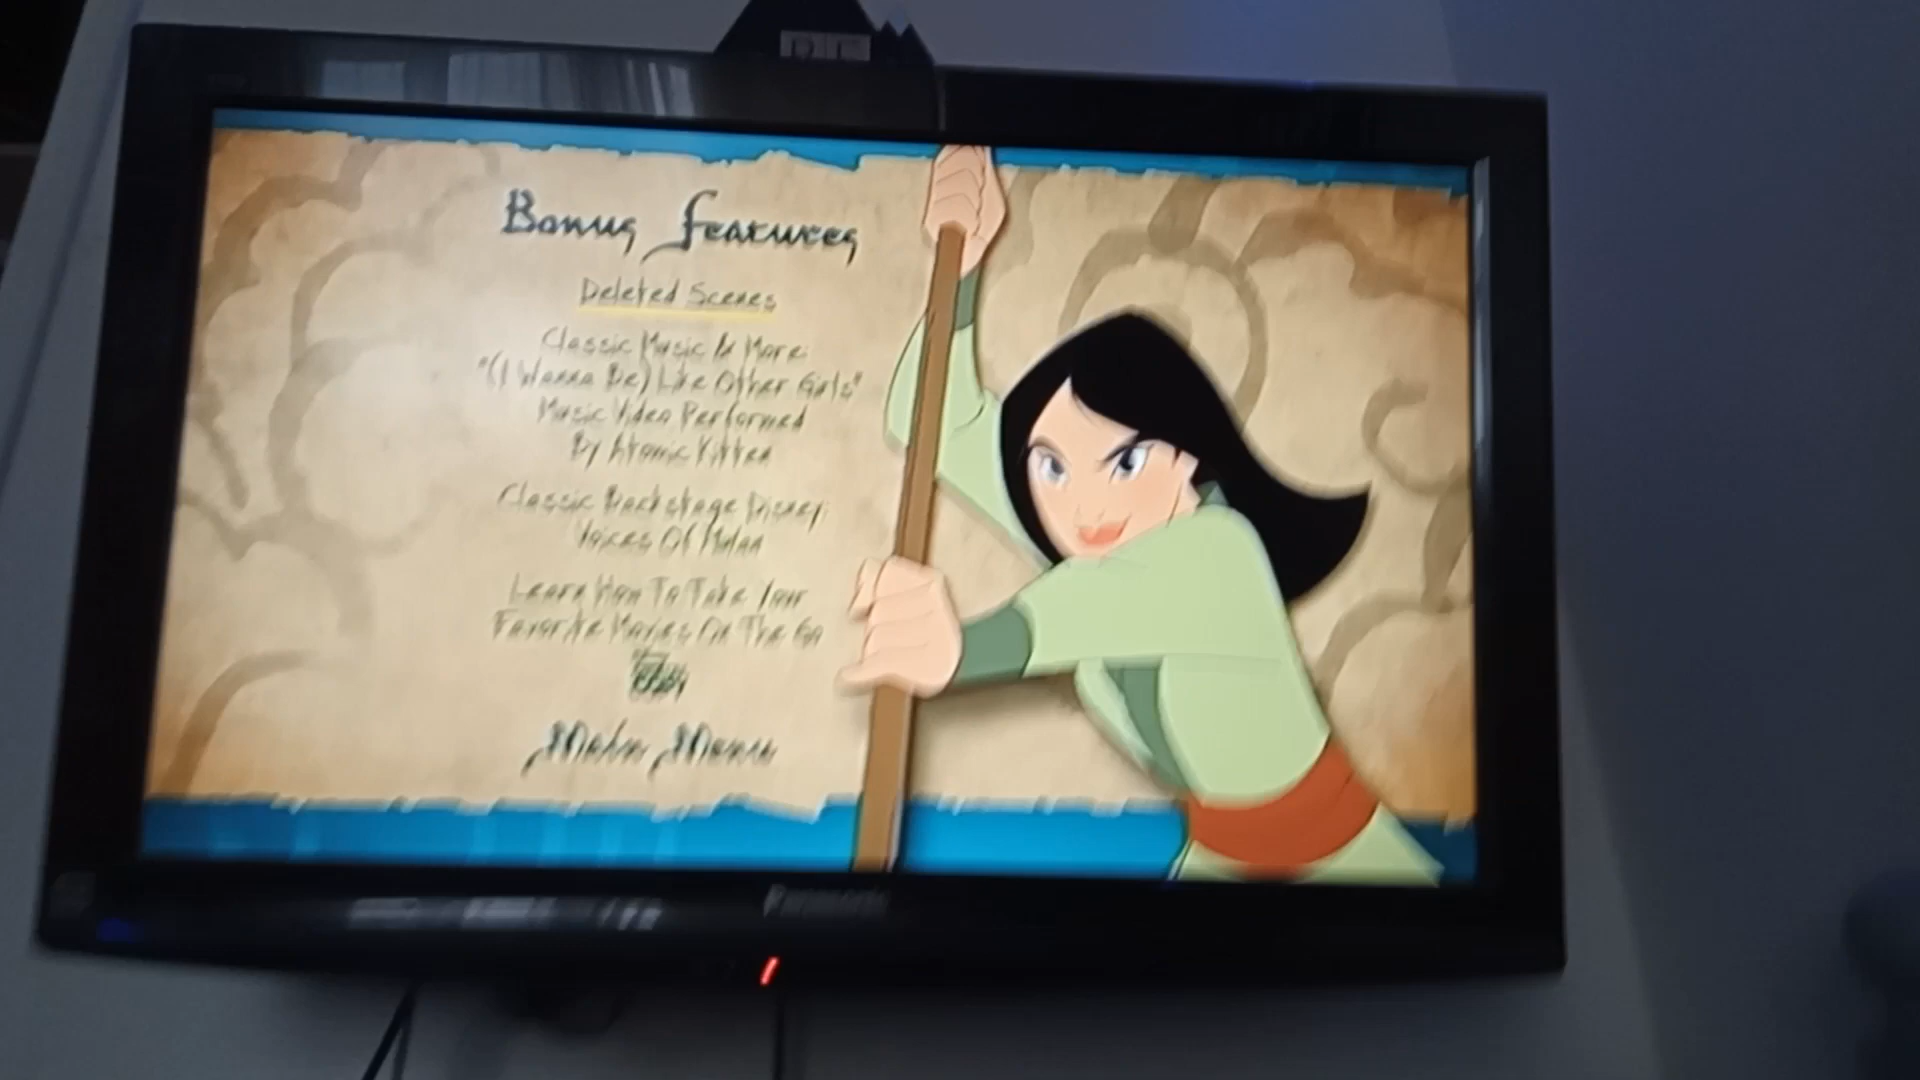 Bonus Features
Deleted Scenes
Classic Music & More:
"(I Wanna Be) Like Other Girls"
Music Video Performed
By Atomic Kitten
Classic Backstage Disney:
Voices Of Mulan
Learn How To Take Your
Favorite Movies On The Go
Main Menu
Panasonic